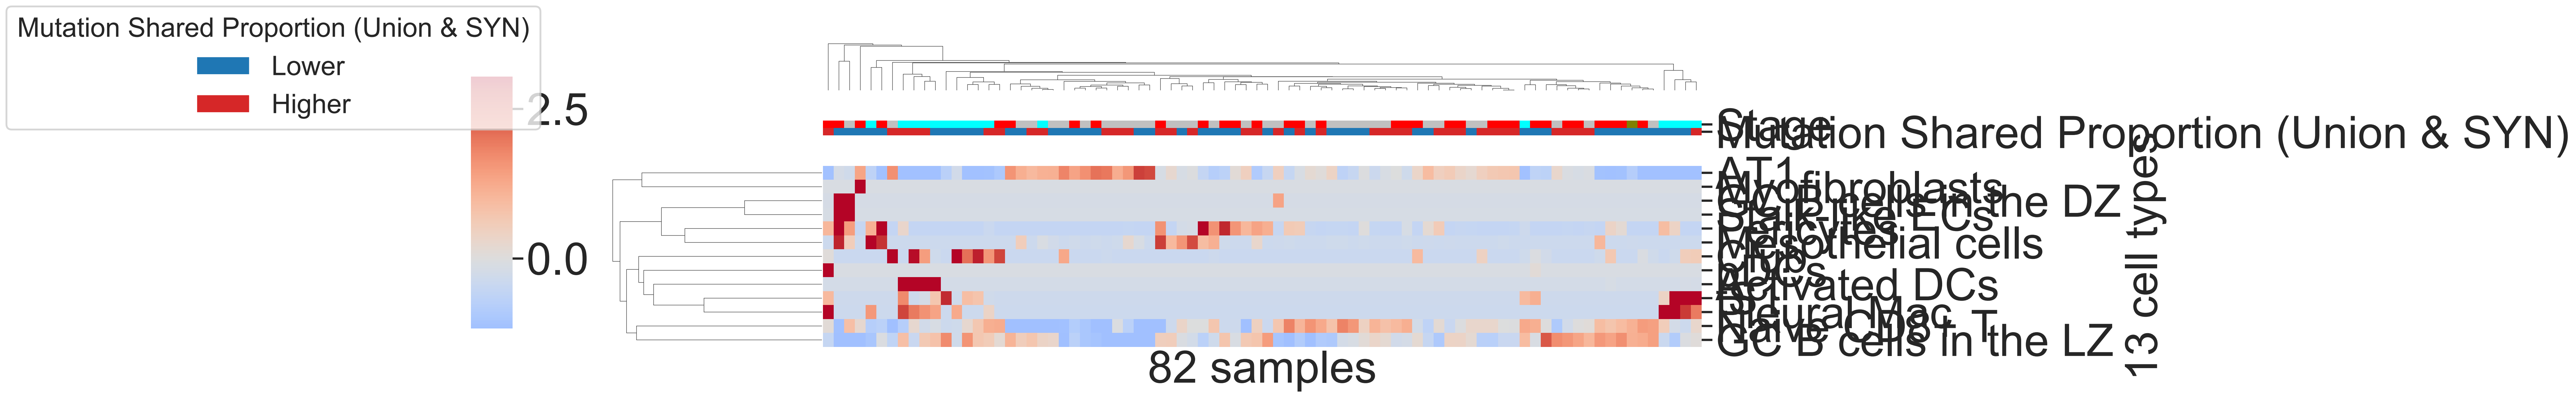 Mutation Shared Proportion (Union & SYN)
Lower
Higher
2.5
0.0
Stage
Mutation Shared Proportion (Union & SYN)
AT1
Myofibroblasts
GC B cells in the DZ
Stalk-like ECs
Pericytes
Mesothelial cells
Club
pDCs
Activated DCs
Pleural Mac
Naive CD8+ T
GC B cells in the LZ
13 cell types
82 samples